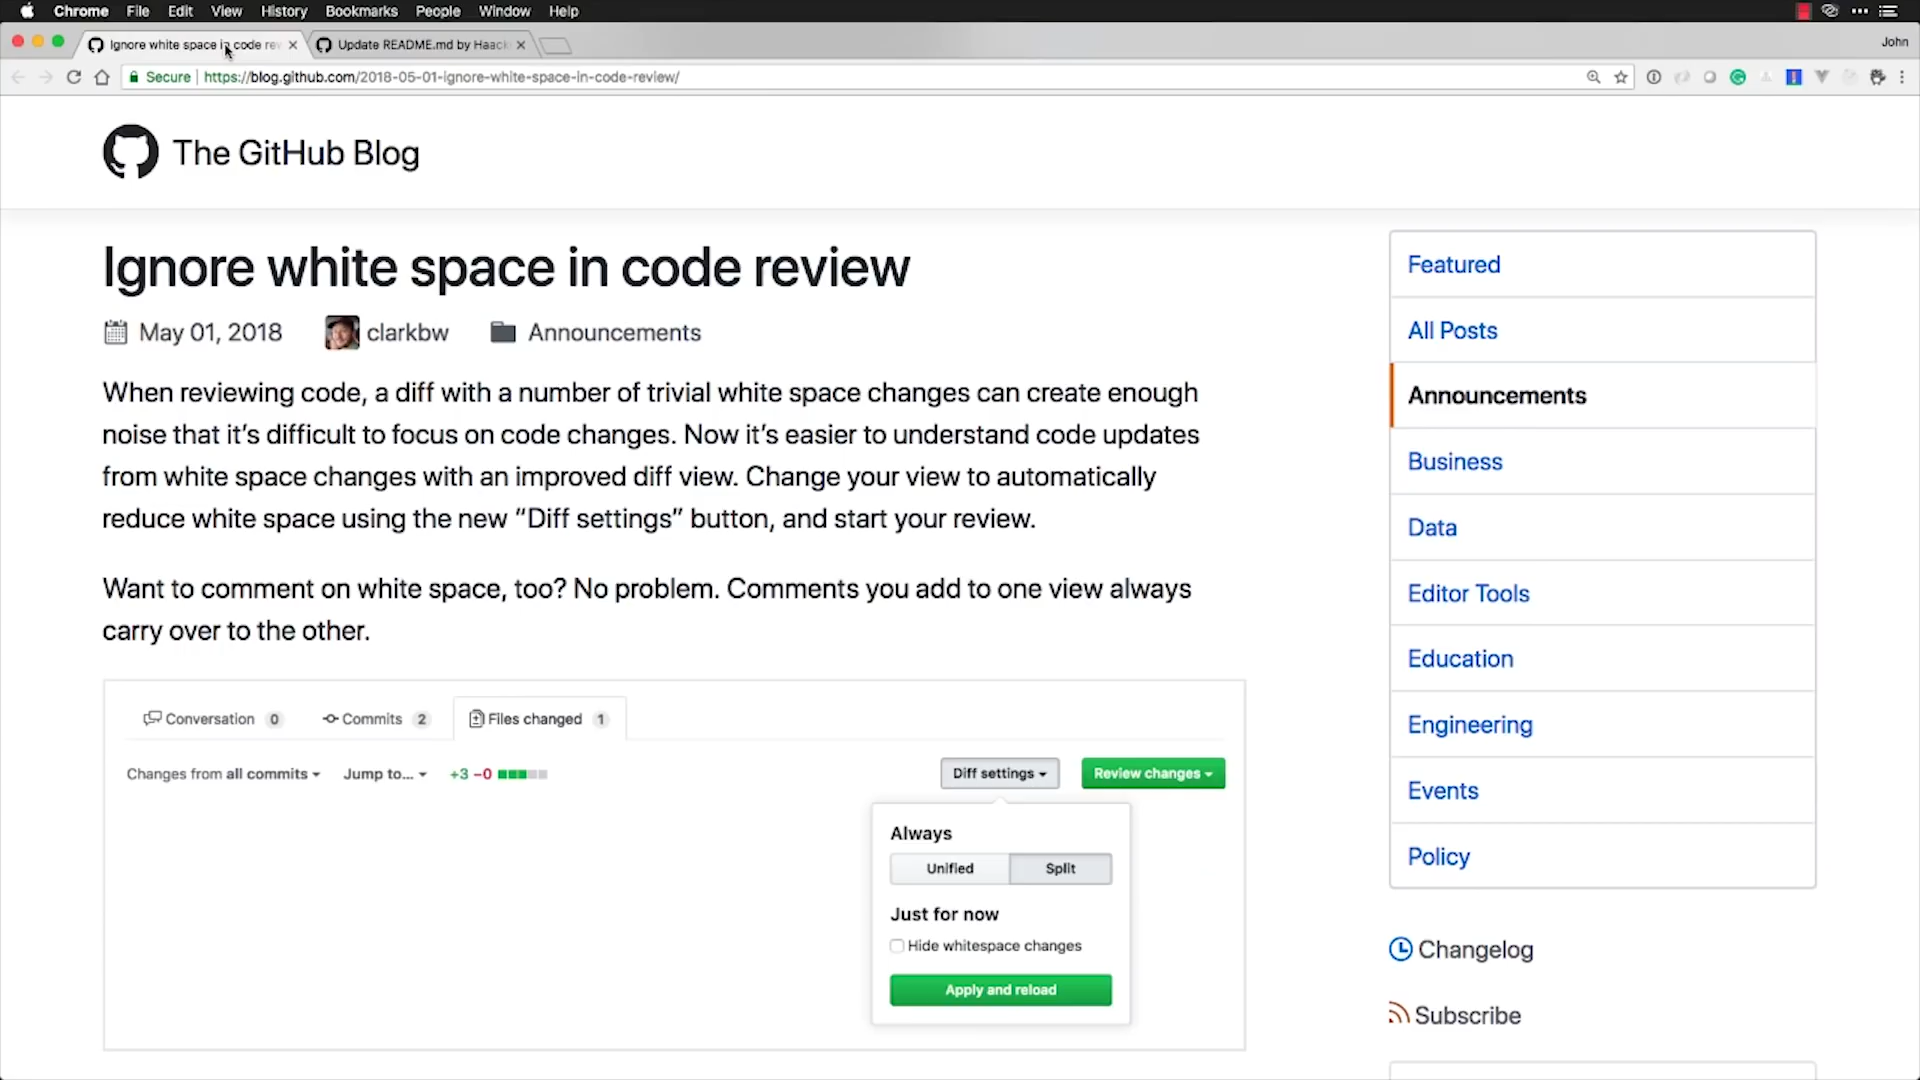 Chrome File Edit View History Bookmarks People Window Help
Ignore white space in code rev
Update README.md by Haack
John
Secure https://blog.github.com/2018-05-01-ignore-white-space-in-code-review/
The GitHub Blog
Ignore white space in code review
May 01, 2018 clarkbw Announcements
When reviewing code, a diff with a number of trivial white space changes can create enough
noise that it’s difficult to focus on code changes. Now it’s easier to understand code updates
from white space changes with an improved diff view. Change your view to automatically
reduce white space using the new “Diff settings” button, and start your review.
Want to comment on white space, too? No problem. Comments you add to one view always
carry over to the other.
Conversation 0 Commits 2 Files changed 1
Changes from all commits Jump to... +3 −0 Diff settings Review changes
Always
Unified Split
Just for now
Hide whitespace changes
Apply and reload
Featured
All Posts
Announcements
Business
Data
Editor Tools
Education
Engineering
Events
Policy
Changelog
Subscribe